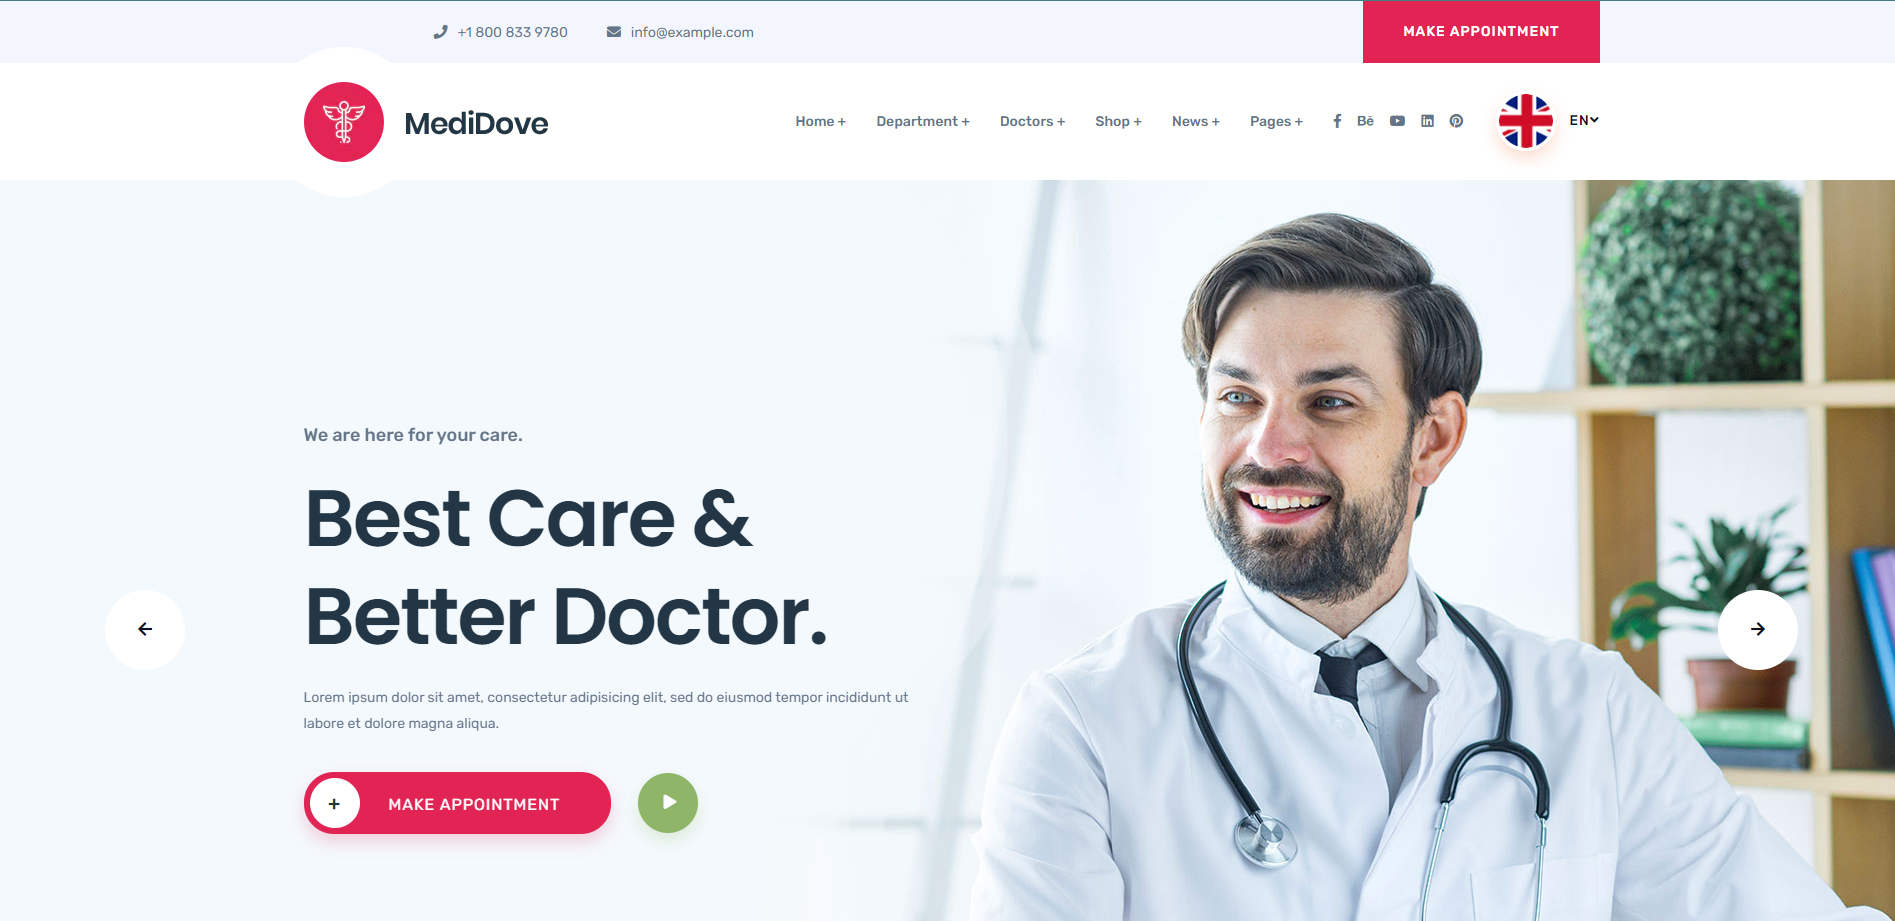 +1 800 833 9780
info@example.com
MAKE APPOINTMENT
MediDove
Home +
Department +
Doctors +
Shop +
News +
Pages +
EN
We are here for your care.
Best Care &
Better Doctor.
Lorem ipsum dolor sit amet, consectetur adipisicing elit, sed do eiusmod tempor incididunt ut
labore et dolore magna aliqua.
+ MAKE APPOINTMENT